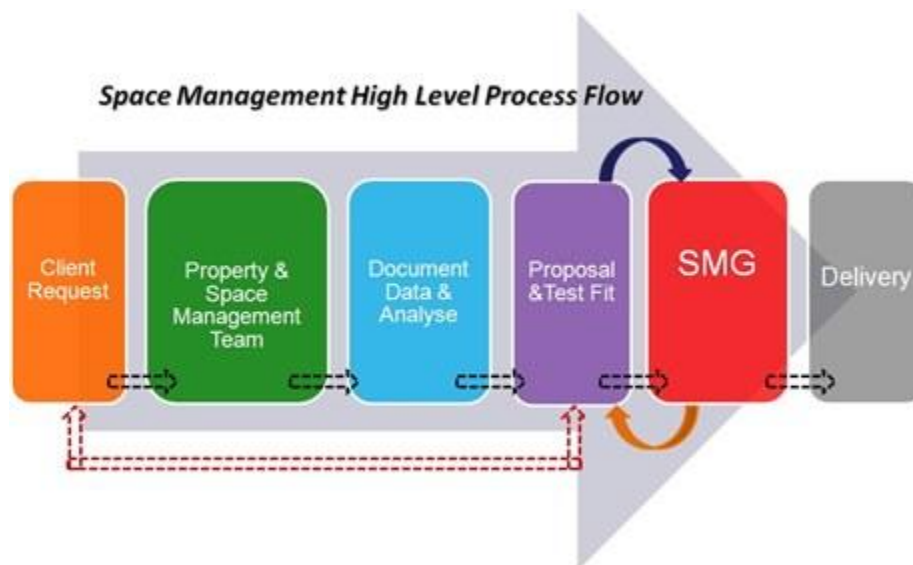 Space Management High Level Process Flow
Client
Request
Property &
Space
Management
Team
Document
Data &
Analyse
Proposal
&Test Fit
SMG
Delivery